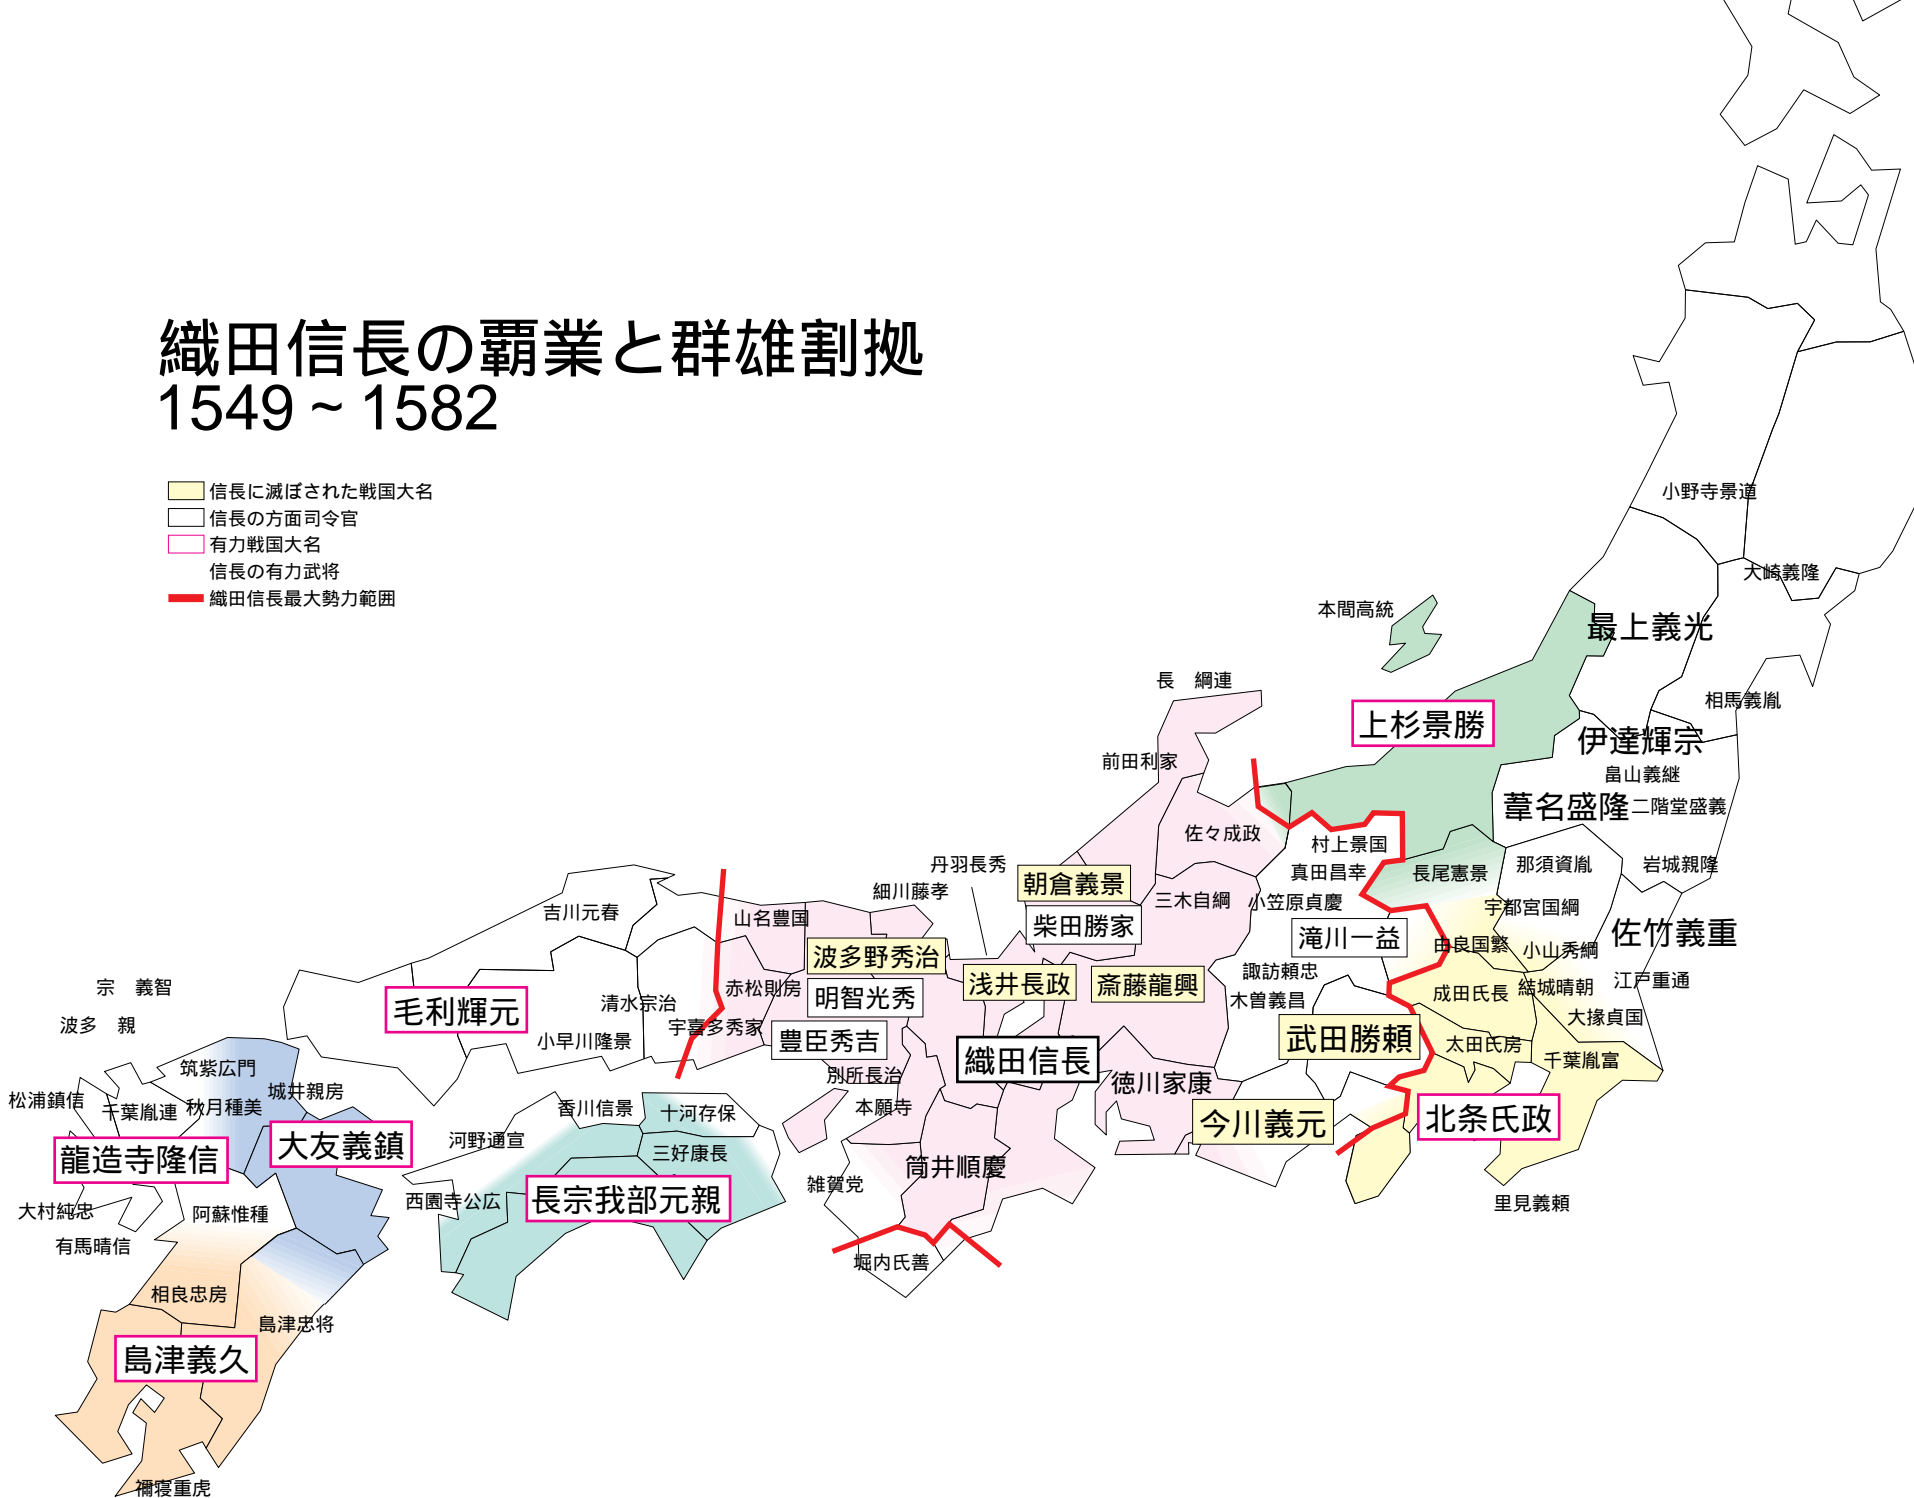 織田信長の覇業と群雄割拠
1549～1582
信長に滅ぼされた戦国大名
信長の方面司令官
有力戦国大名
信長の有力武将
織田信長最大勢力範囲
小野寺景道
大崎義隆
本間高統
最上義光
長　綱連
相馬義胤
上杉景勝
伊達輝宗
前田利家
畠山義継
葦名盛隆
二階堂盛義
佐々成政
村上景国
丹羽長秀
真田昌幸
長尾憲景
那須資胤
岩城親隆
朝倉義景
細川藤孝
三木自綱
小笠原貞慶
宇都宮国綱
吉川元春
山名豊国
柴田勝家
滝川一益
由良国繁
小山秀綱
佐竹義重
波多野秀治
諏訪頼忠
江戸重通
宗　義智
赤松則房
浅井長政
斎藤龍興
成田氏長
結城晴朝
毛利輝元
清水宗治
明智光秀
木曽義昌
大掾貞国
波多　親
宇喜多秀家
小早川隆景
豊臣秀吉
武田勝頼
太田氏房
千葉胤富
織田信長
筑紫広門
別所長治
徳川家康
城井親房
松浦鎮信
千葉胤連
秋月種美
香川信景
十河存保
本願寺
今川義元
北条氏政
龍造寺隆信
大友義鎮
河野通宣
三好康長
筒井順慶
雑賀党
長宗我部元親
西園寺公広
里見義頼
大村純忠
阿蘇惟種
有馬晴信
堀内氏善
相良忠房
島津忠将
島津義久
禰寝重虎